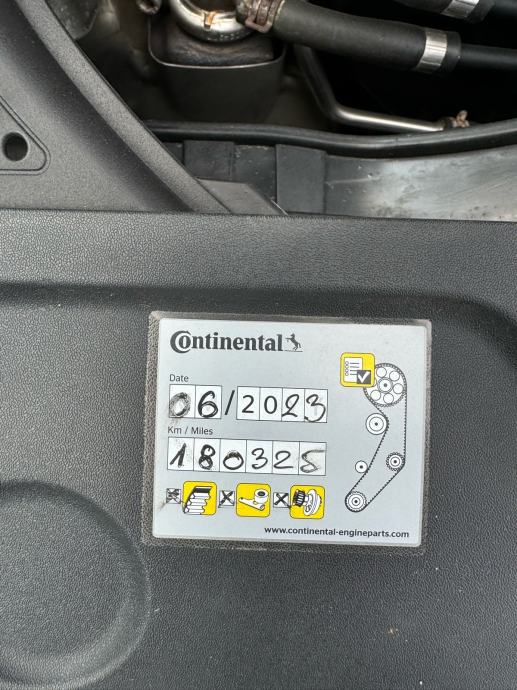 Continental
Date
06/2023
Km / Miles
180325
www.continental-engineparts.com